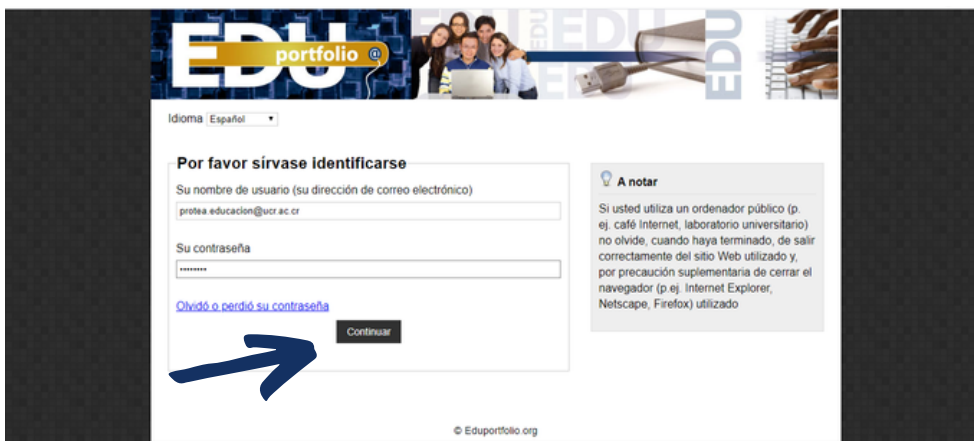 EDU
portfolio @
EDU
EDU
EDU
EDU
Idioma Español
Por favor sírvase identificarse
Su nombre de usuario (su dirección de correo electrónico)
protea.educacion@ucr.ac.cr
Su contraseña
••••••••
Olvidó o perdió su contraseña
Continuar
A notar
Si usted utiliza un ordenador público (p.
ej. café Internet, laboratorio universitario)
no olvide, cuando haya terminado, de salir
correctamente del sitio Web utilizado y,
por precaución suplementaria de cerrar el
navegador (p.ej. Internet Explorer,
Netscape, Firefox) utilizado
© Eduportfolio.org